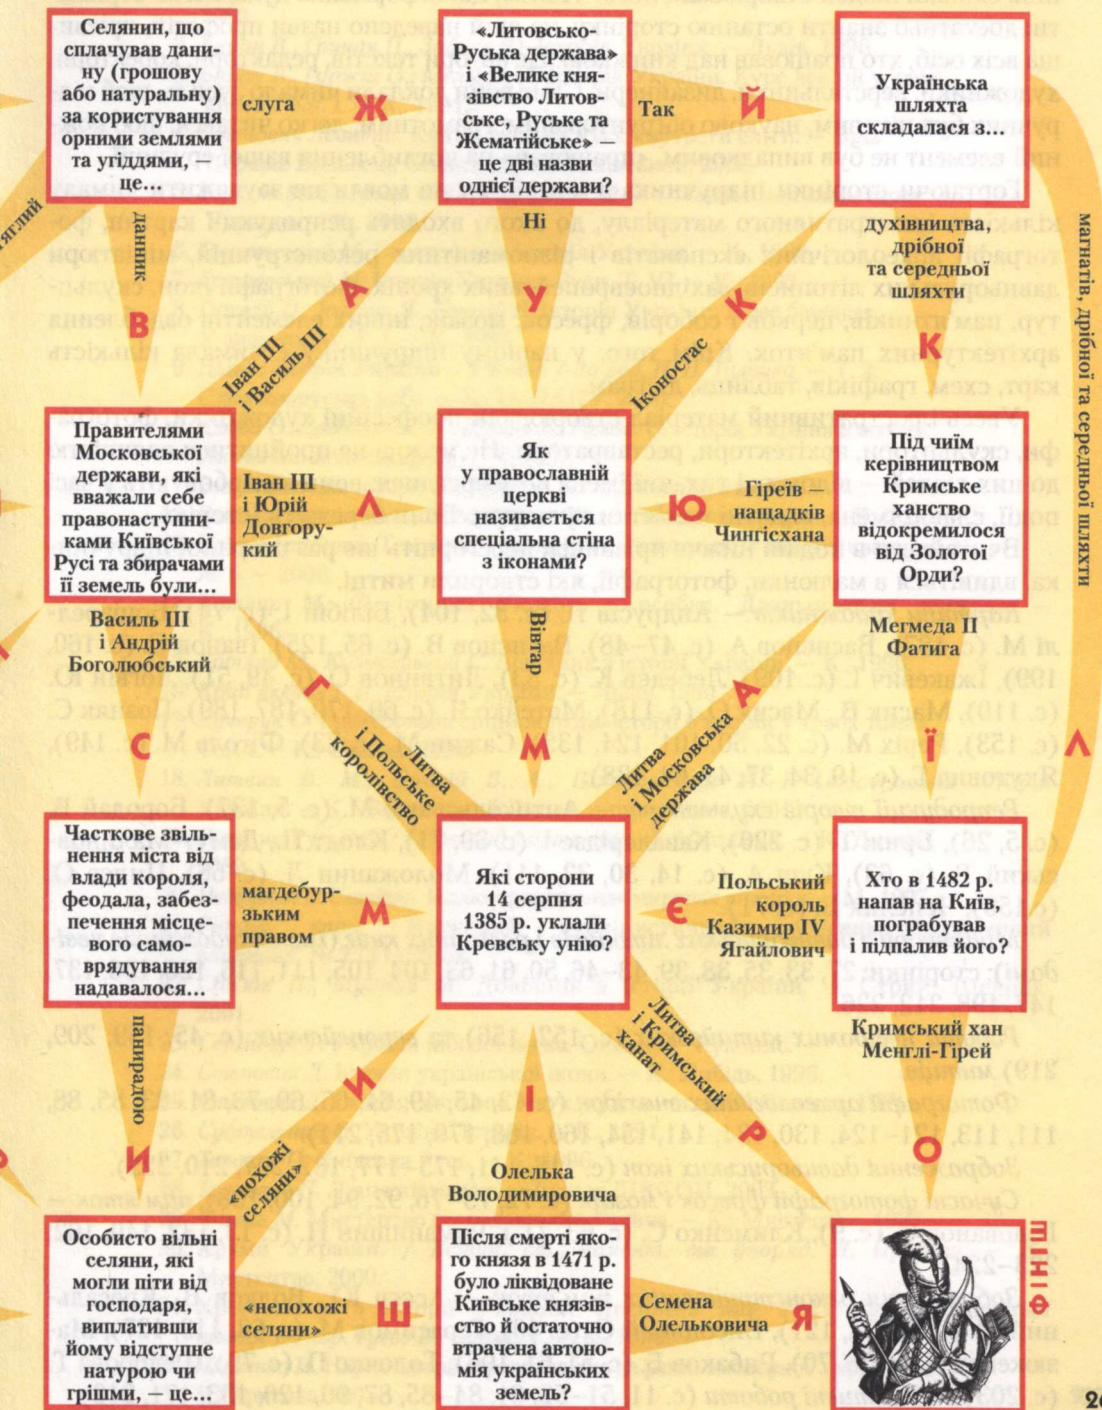 Селянин, що
сплачував дани-
ну (грошову
або натуральну)
за користування
орними землями
та угіддями, —
це...
слуга
Ж
«Литовсько-
Руська держава»
і «Велике кня-
зівство Литов-
ське, Руське та
Жематійське» —
це дві назви
однієї держави?
Так
Й
Українська
шляхта
складалася з...
тяглий
данник
В
Ні
У
духівництва,
дрібної
та середньої
шляхти
К
магнатів, дрібної та середньої шляхти
Л
Іван III
і Василь III
А
Іконостас
К
Правителями
Московської
держави, які
вважали себе
правонаступни-
ками Київської
Русі та збирачами
її земель були...
Іван III
і Юрій
Довгору-
кий
Л
Як
у православній
церкві
називається
спеціальна стіна
з іконами?
Ю
Гіреїв —
нащадків
Чингісхана
Під чиїм
керівництвом
Кримське
ханство
відокремилося
від Золотої
Орди?
Василь III
і Андрій
Боголюбський
С
Вівтар
М
Мегмеда II
Фатига
Ї
Г
Литва
і Польське
королівство
А
Литва
і Московська
держава
Часткове звіль-
нення міста від
влади короля,
феодала, забез-
печення місце-
вого само-
врядування
надавалося...
магдебур-
зьким
правом
М
Які сторони
14 серпня
1385 р. уклали
Кревську унію?
Є
Польський
король
Казимир IV
Ягайлович
Хто в 1482 р.
напав на Київ,
пограбував
і підпалив його?
панщиною
И
«похожі
селяни»
И
І
Олелька
Володимировича
Литва
і Кримський
ханат
Р
Кримський хан
Менглі-Гірей
О
Особисто вільні
селяни, які
могли піти від
господаря,
виплативши
йому відступне
натурою чи
грішми, — це...
«непохожі
селяни»
Ш
Після смерті яко-
го князя в 1471 р.
було ліквідоване
Київське князів-
ство й остаточно
втрачена автоно-
мія українських
земель?
Семена
Олельковича
Я
ФІНІШ